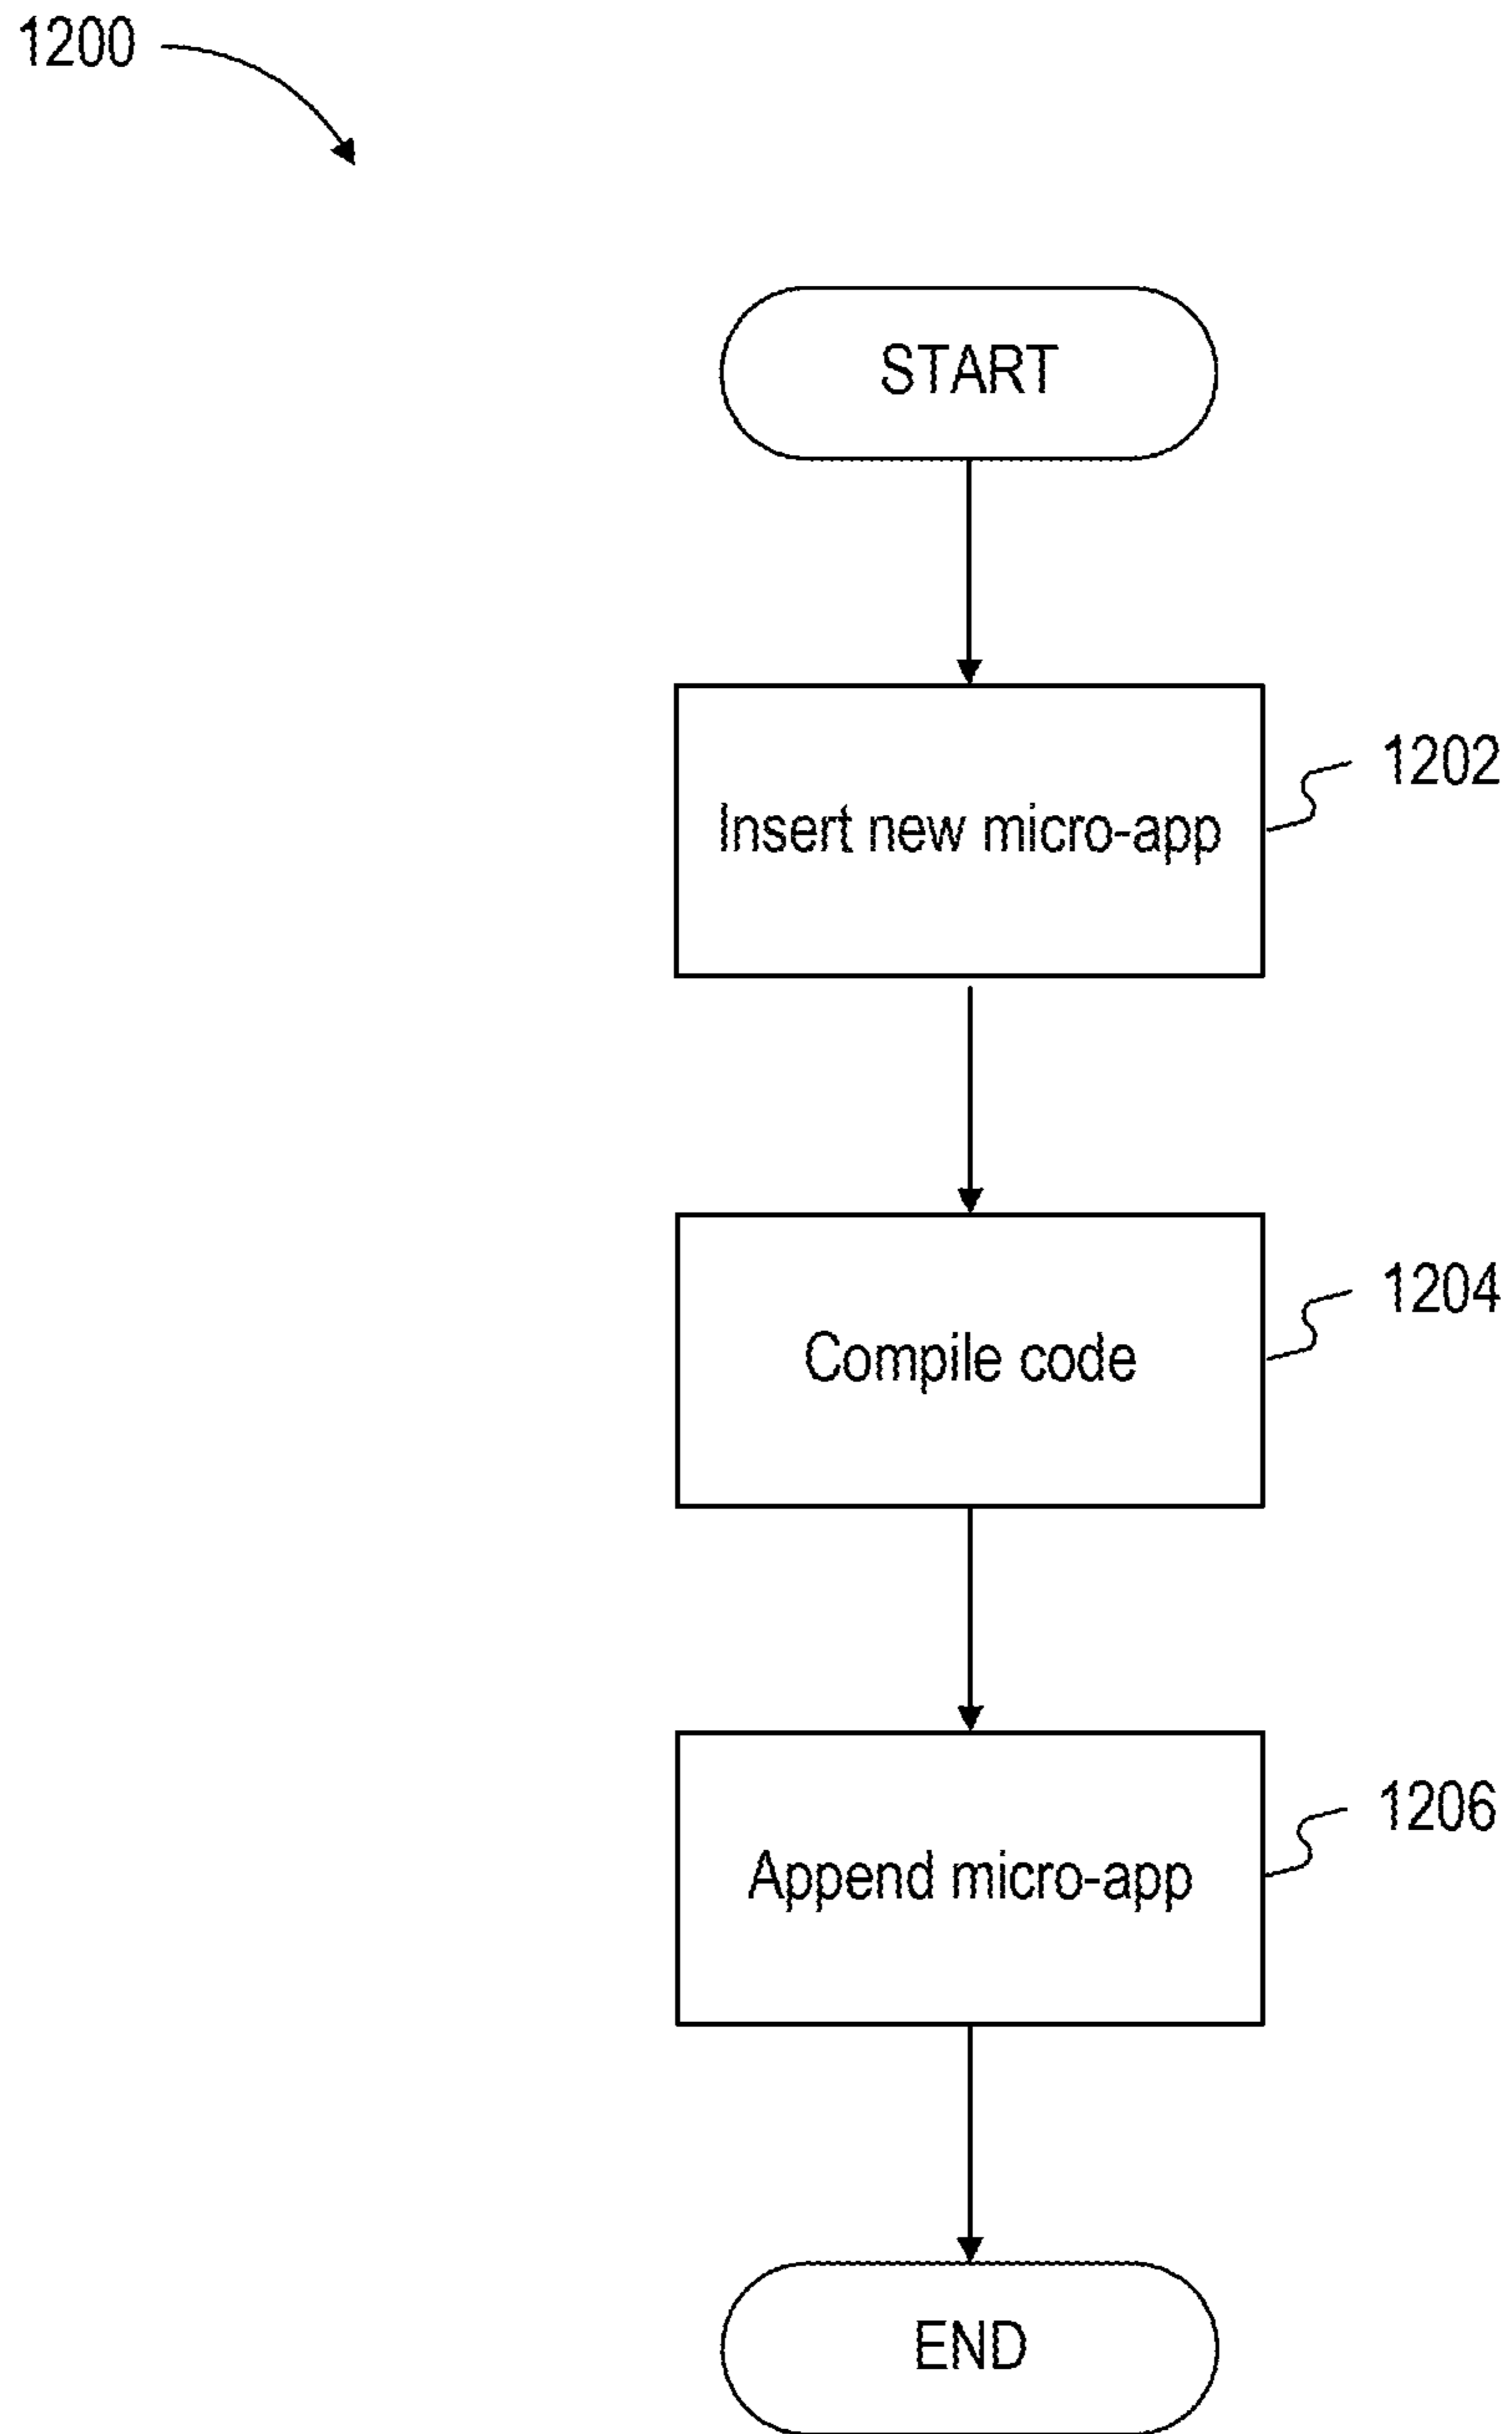 1200
START
Insert new micro-app
1202
Compile code
1204
Append micro-app
1206
END